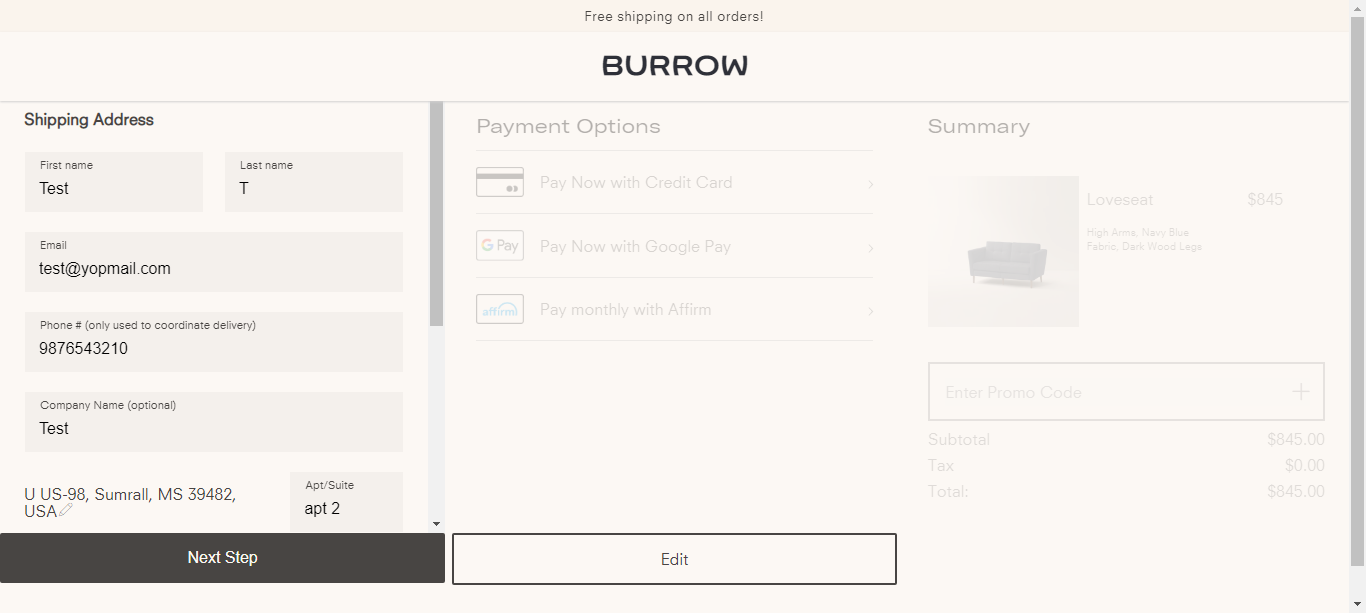 Free shipping on all orders!
BURROW
Shipping Address
First name
Test
Last name
T
Email
test@yopmail.com
Phone # (only used to coordinate delivery)
9876543210
Company Name (optional)
Test
U US-98, Sumrall, MS 39482,
USA
Apt/Suite
apt 2
Next Step
Payment Options
Pay Now with Credit Card
G Pay
Pay Now with Google Pay
affirm
Pay monthly with Affirm
Edit
Summary
Loveseat $845
High Arms, Navy Blue
Fabric, Dark Wood Legs
Enter Promo Code
Subtotal $845.00
Tax $0.00
Total: $845.00